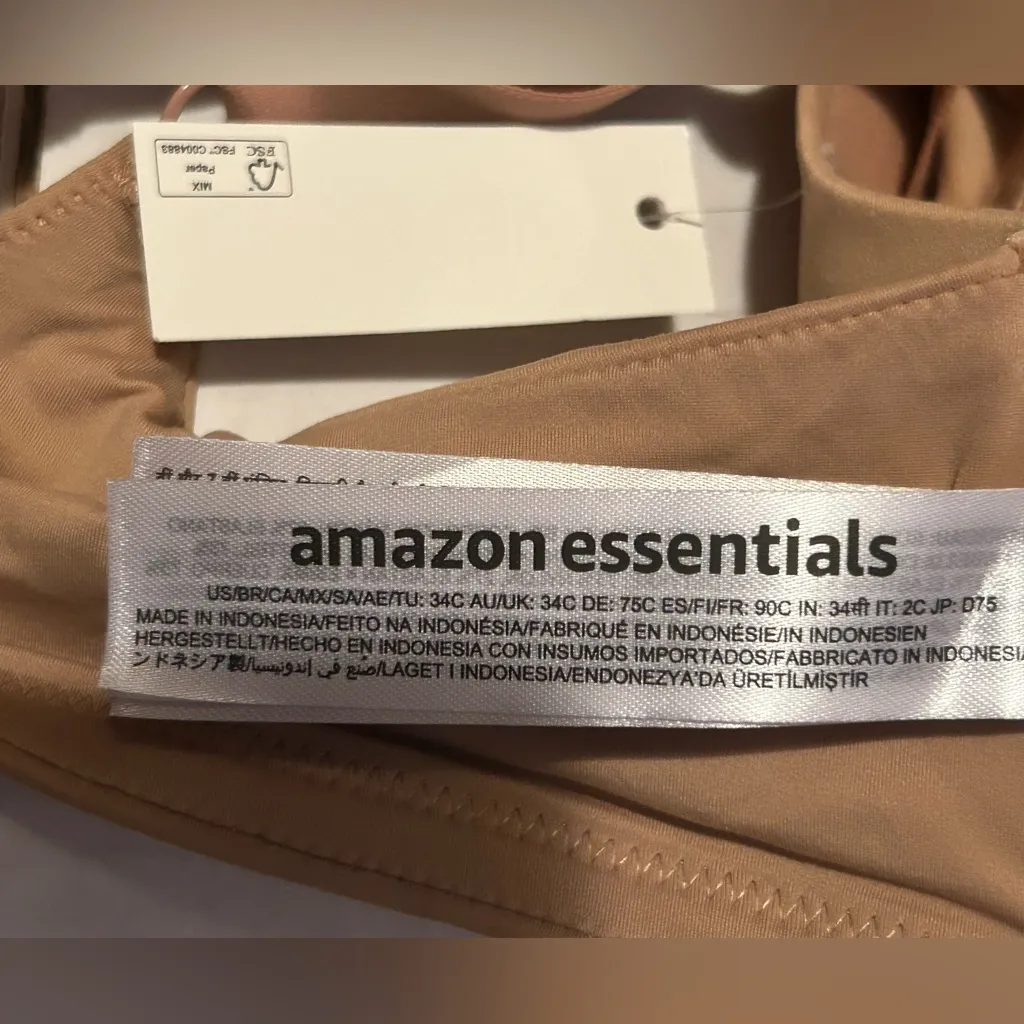 MIX
Paper
FSC
FSC™ C004883
amazon essentials
US/BR/CA/MX/SA/AE/TU: 34C AU/UK: 34C DE: 75C ES/FI/FR: 90C IN: 34सी IT: 2C JP: D75
MADE IN INDONESIA/FEITO NA INDONÉSIA/FABRIQUÉ EN INDONÉSIE/IN INDONESIEN
HERGESTELLT/HECHO EN INDONESIA CON INSUMOS IMPORTADOS/FABBRICATO IN INDONESIA/
ンドネシア製/صنع في إندونيسيا/LAGET I INDONESIA/ENDONEZYA'DA ÜRETİLMİŞTİR